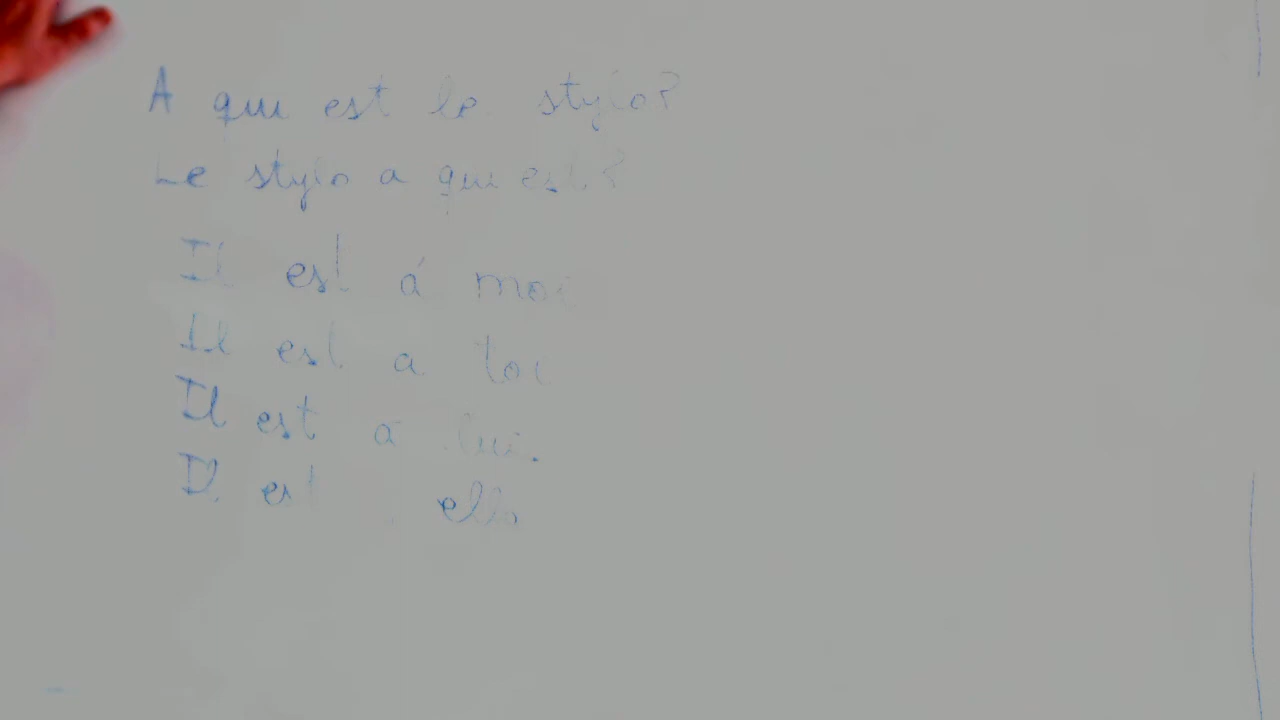 A qui est le stylo?
Le stylo a qui est?
Il est á moi
Il est a toi
Il est a lui.
Il est elle